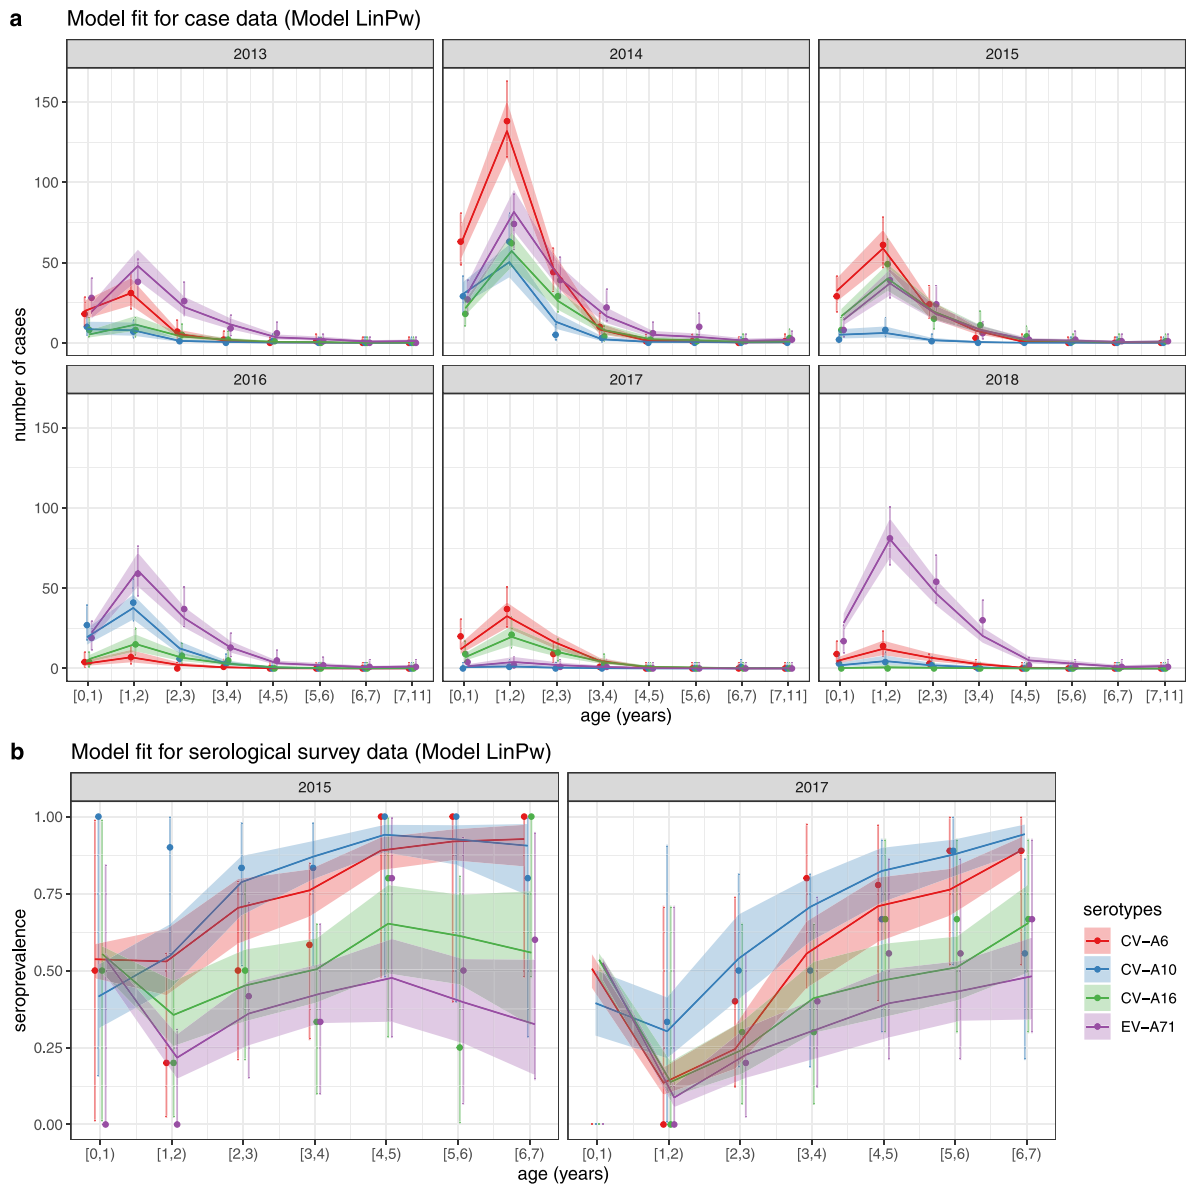 a Model fit for case data (Model LinPw)
2013 2014 2015
150
100
50
0
2016 2017 2018
150
100
50
0
number of cases
[0,1) [1,2) [2,3) [3,4) [4,5) [5,6) [6,7) [7,11] [0,1) [1,2) [2,3) [3,4) [4,5) [5,6) [6,7) [7,11] [0,1) [1,2) [2,3) [3,4) [4,5) [5,6) [6,7) [7,11]
age (years)
b Model fit for serological survey data (Model LinPw)
2015 2017
1.00
0.75
0.50
0.25
0.00
seroprevalence
[0,1) [1,2) [2,3) [3,4) [4,5) [5,6) [6,7) [0,1) [1,2) [2,3) [3,4) [4,5) [5,6) [6,7)
age (years)
serotypes
CV−A6
CV−A10
CV−A16
EV−A71